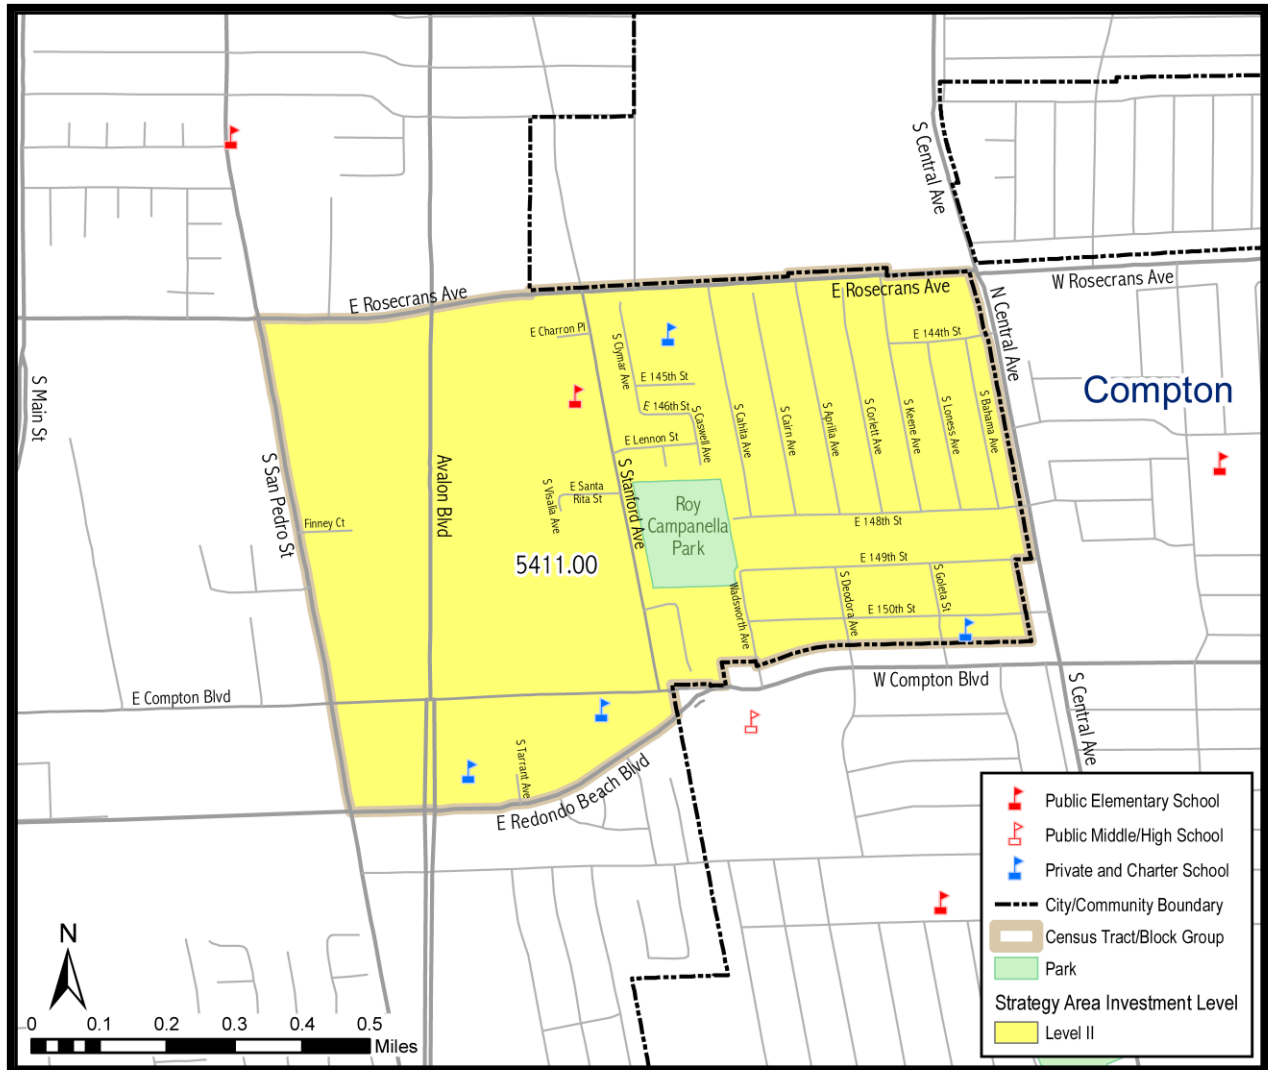 S Central Ave
E Rosecrans Ave
E Rosecrans Ave
W Rosecrans Ave
N Central Ave
E Charron Pl
E 144th St
S Clymar Ave
S Main St
E 145th St
Compton
E 146th St
S Caswell Ave
S Cahita Ave
S Cairn Ave
S Aprilia Ave
S Corlett Ave
S Keene Ave
S Loness Ave
S Bahama Ave
E Lennon St
S San Pedro St
Avalon Blvd
S Stanford Ave
S Visalia Ave
E Santa
Rita St
Roy
Campanella
Park
Finney Ct
E 148th St
5411.00
E 149th St
Wadsworth Ave
S Deodora Ave
S Goleta St
E 150th St
E Compton Blvd
W Compton Blvd
S Central Ave
S Tarrant Ave
E Redondo Beach Blvd
Public Elementary School
Public Middle/High School
Private and Charter School
City/Community Boundary
Census Tract/Block Group
Park
Strategy Area Investment Level
Level II
N
0 0.1 0.2 0.3 0.4 0.5
Miles